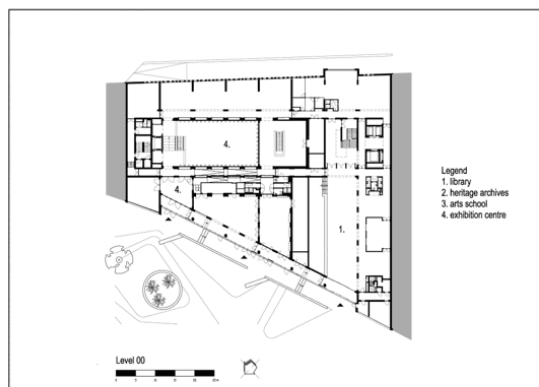 4.
4.
1.
Legend
1. library
2. heritage archives
3. arts school
4. exhibition centre
Level 00